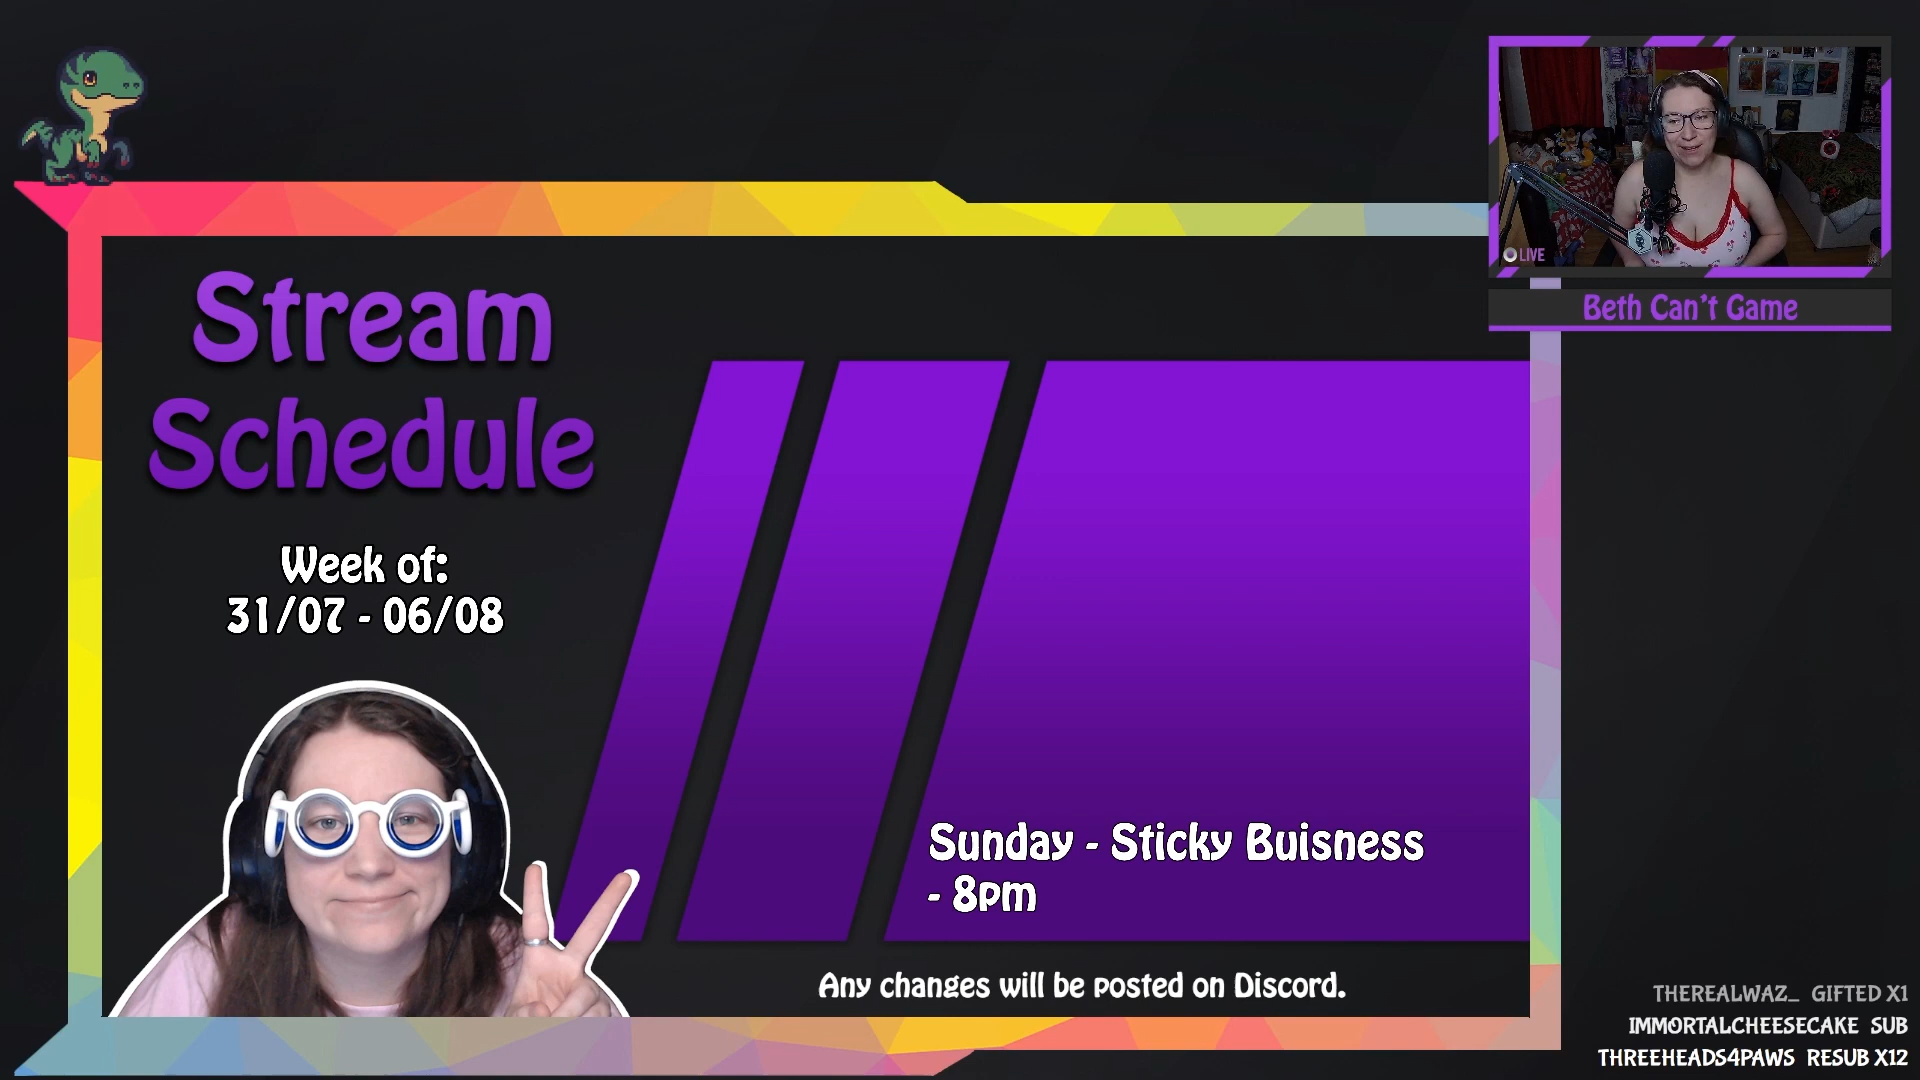 LIVE
Beth Can't Game
Stream
Schedule
Week of:
31/07 - 06/08
Sunday - Sticky Buisness
- 8pm
Any changes will be posted on Discord.
THEREALWAZ_ GIFTED X1
IMMORTALCHEESECAKE SUB
THREEHEADS4PAWS RESUB X12